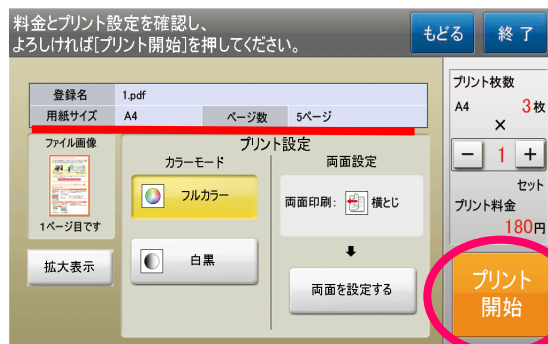 料金とプリント設定を確認し、
よろしければ[プリント開始]を押してください。
もどる
終了
登録名 1.pdf
用紙サイズ A4 ページ数 5ページ
ファイル画像
1ページ目です
拡大表示
プリント設定
カラーモード
フルカラー
白黒
両面設定
両面印刷: 横とじ
両面を設定する
プリント枚数
A4 3枚
×
− 1 +
セット
プリント料金
180円
プリント
開始